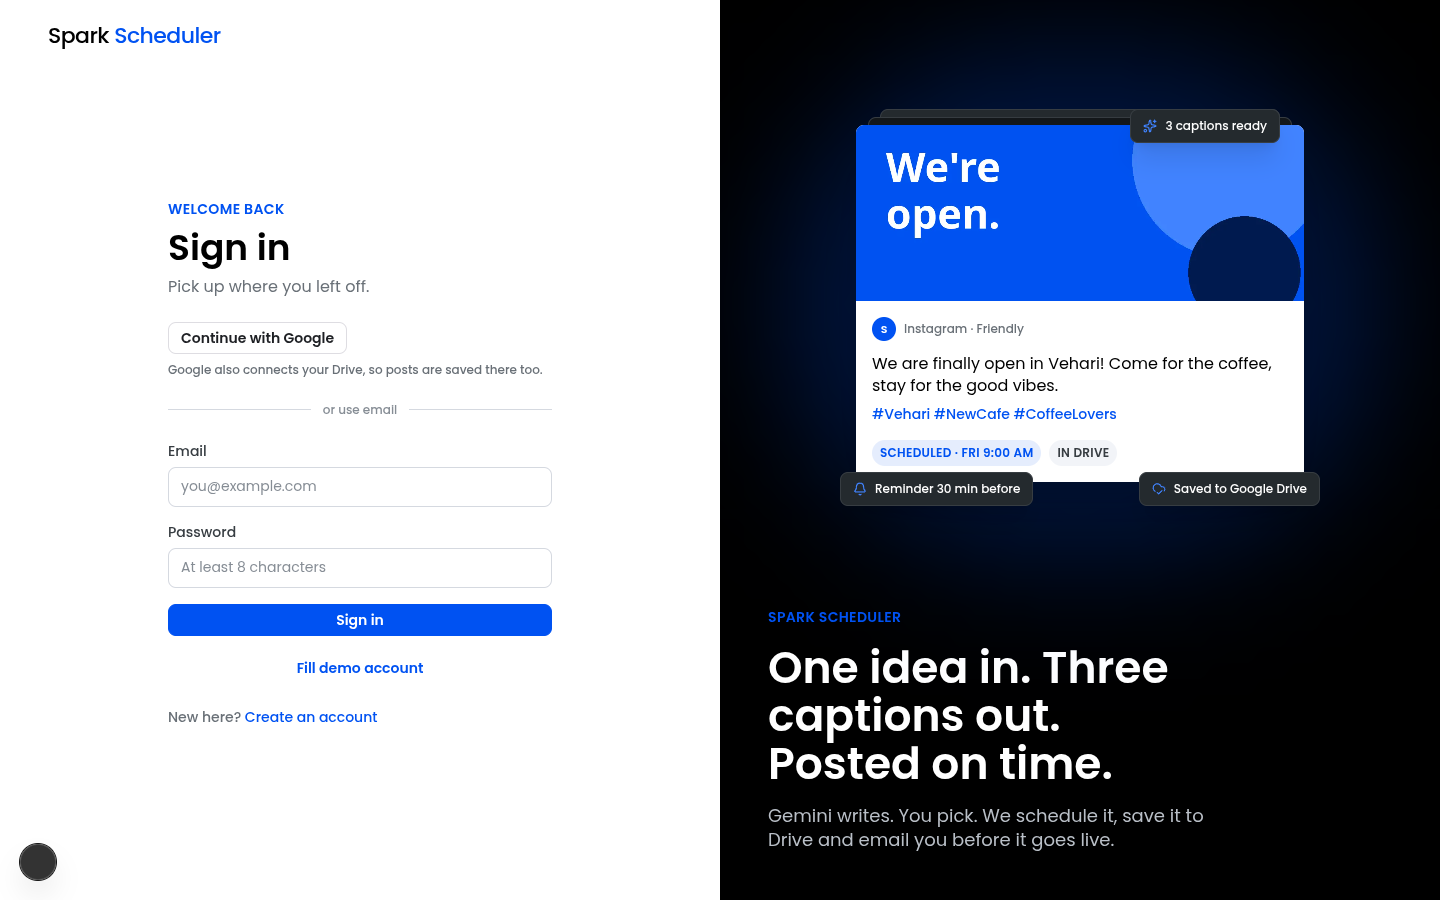 Spark Scheduler
WELCOME BACK
Sign in
Pick up where you left off.
Continue with Google
Google also connects your Drive, so posts are saved there too.
or use email
Email
you@example.com
Password
At least 8 characters
Sign in
Fill demo account
New here? Create an account
3 captions ready
We're
open.
S
Instagram · Friendly
We are finally open in Vehari! Come for the coffee,
stay for the good vibes.
#Vehari #NewCafe #CoffeeLovers
SCHEDULED · FRI 9:00 AM
IN DRIVE
Reminder 30 min before
Saved to Google Drive
SPARK SCHEDULER
One idea in. Three
captions out.
Posted on time.
Gemini writes. You pick. We schedule it, save it to
Drive and email you before it goes live.